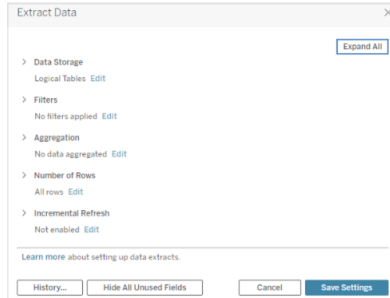 Extract Data
Expand All
Data Storage
Logical Tables Edit
Filters
No filters applied Edit
Aggregation
No data aggregated Edit
Number of Rows
All rows Edit
Incremental Refresh
Not enabled Edit
Learn more about setting up data extracts.
History... Hide All Unused Fields Cancel Save Settings